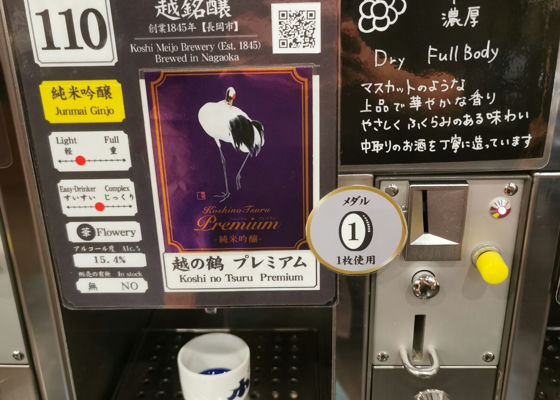 110
越銘醸
創業1845年【長岡市】
Koshi Meijo Brewery (Est. 1845)
Brewed in Nagaoka
純米吟醸
Junmai Ginjo
Light Full
軽 重
Easy-Drinker Complex
すいすい じっくり
華 Flowery
アルコール度 Alc.%
15.4%
販売の有無 In stock
無 NO
Koshino Tsuru
Premium
-純米吟醸-
越の鶴 プレミアム
Koshi no Tsuru Premium
メダル
1
1枚使用
濃厚
Dry Full Body
マスカットのような
上品で華やかな香り
やさしくふくらみのある味わい
中取りのお酒を丁寧に造っています